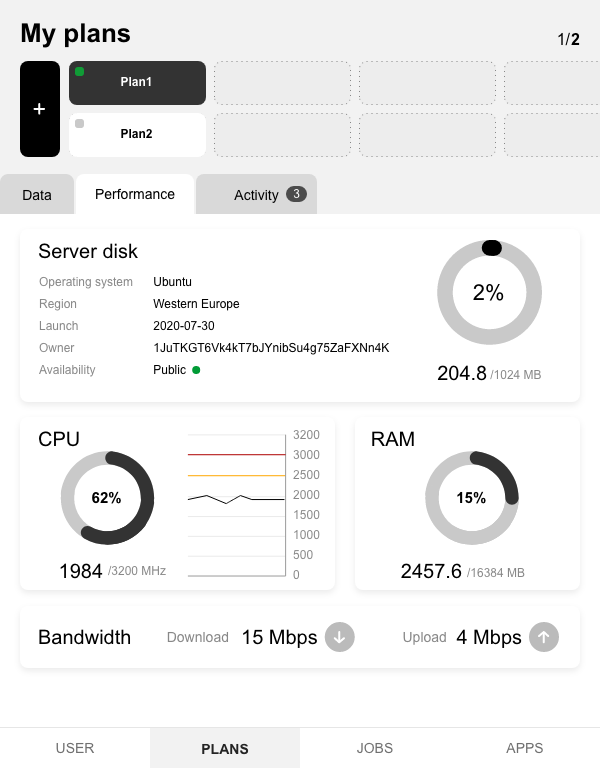 My plans
1/2
+
Plan1
Plan2
Data
Performance
Activity 3
Server disk
Operating system Ubuntu
Region Western Europe
Launch 2020-07-30
Owner 1JuTKGT6Vk4kT7bJYnibSu4g75ZaFXNn4K
Availability Public
2%
204.8 /1024 MB
CPU
62%
1984 /3200 MHz
3200
3000
2500
2000
1500
1000
500
0
RAM
15%
2457.6 /16384 MB
Bandwidth Download 15 Mbps Upload 4 Mbps
USER PLANS JOBS APPS